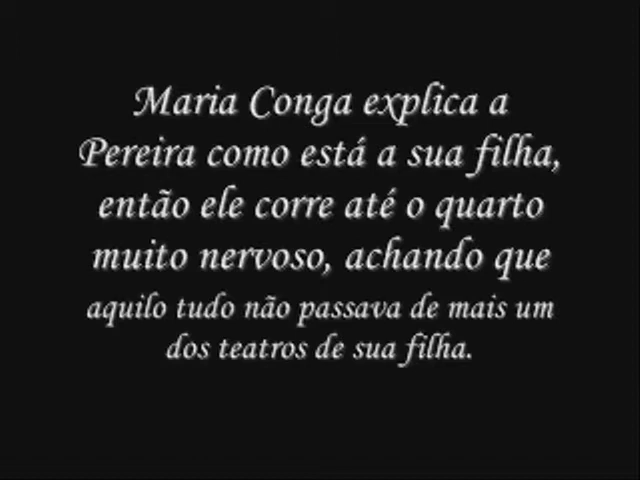 Maria Conga explica a
Pereira como está a sua filha,
então ele corre até o quarto
muito nervoso, achando que
aquilo tudo não passava de mais um
dos teatros de sua filha.